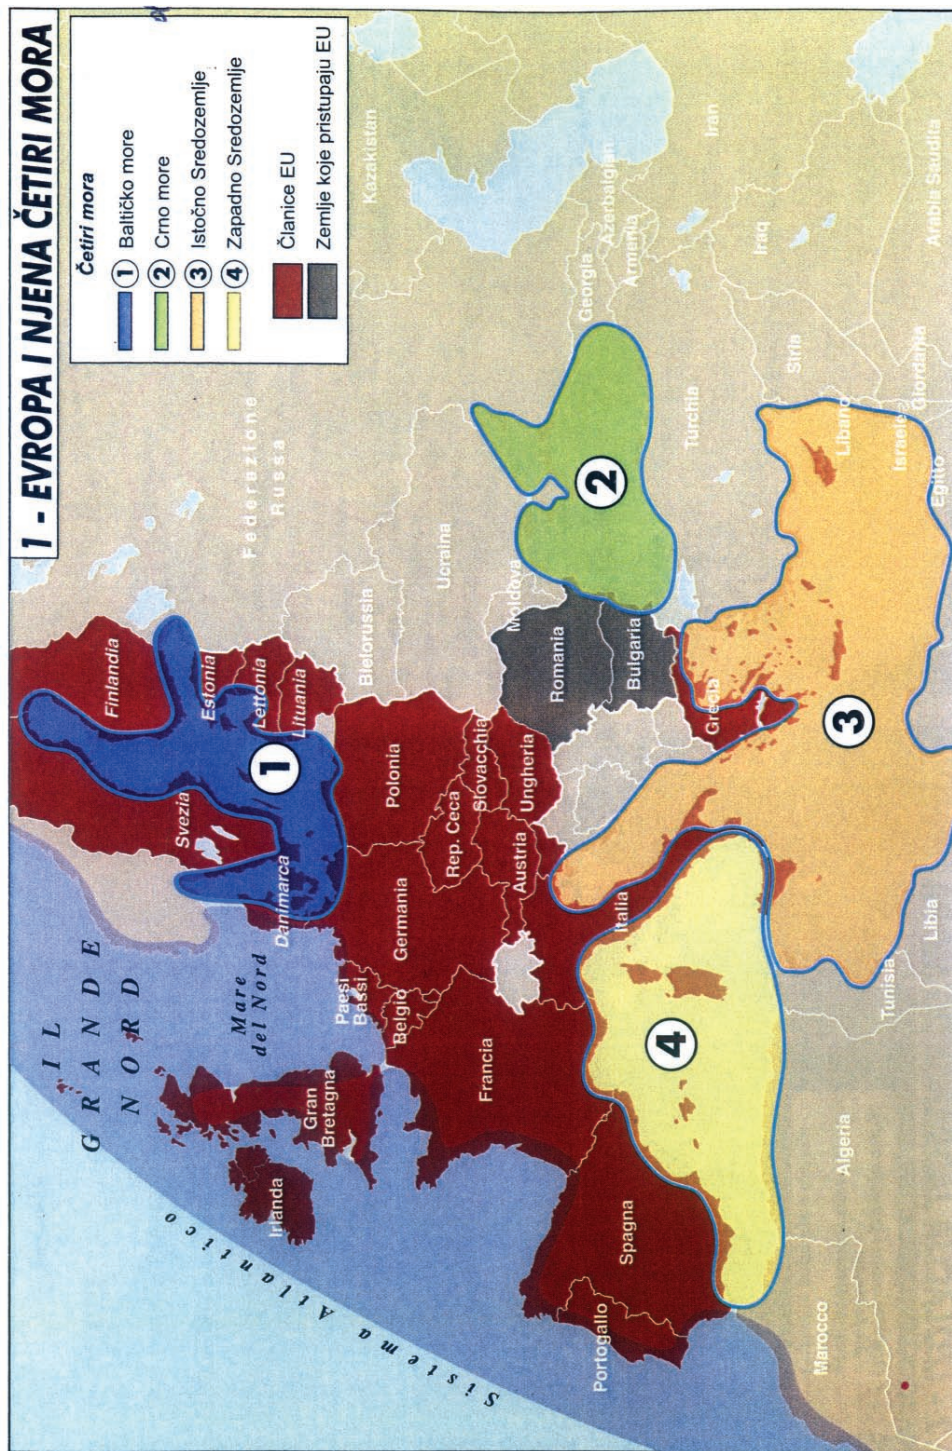 1 - EVROPA I NJENA ČETIRI MORA
Četiri mora
1 Baltičko more
2 Crno more
3 Istočno Sredozemlje
4 Zapadno Sredozemlje
Članice EU
Zemlje koje pristupaju EU
IL
GRANDE
NORD
Sistema Atlantico
Mare
del Nord
Finlandia
Svezia
Estonia
Lettonia
Lituania
Danimarca
1
Federazione
Russa
Bielorussia
Kazakistan
Irlanda
Gran
Bretagna
Paesi
Bassi
Belgio
Germania
Polonia
Rep. Ceca
Slovacchia
Ungheria
Austria
Francia
Ucraina
Moldova
Romania
Bulgaria
2
Georgia
Armenia
Azerbaigian
Iran
Portogallo
Spagna
Italia
Grecia
Turchia
4
3
Siria
Iraq
Libano
Israele
Giordania
Arabia Saudita
Egitto
Marocco
Algeria
Tunisia
Libia